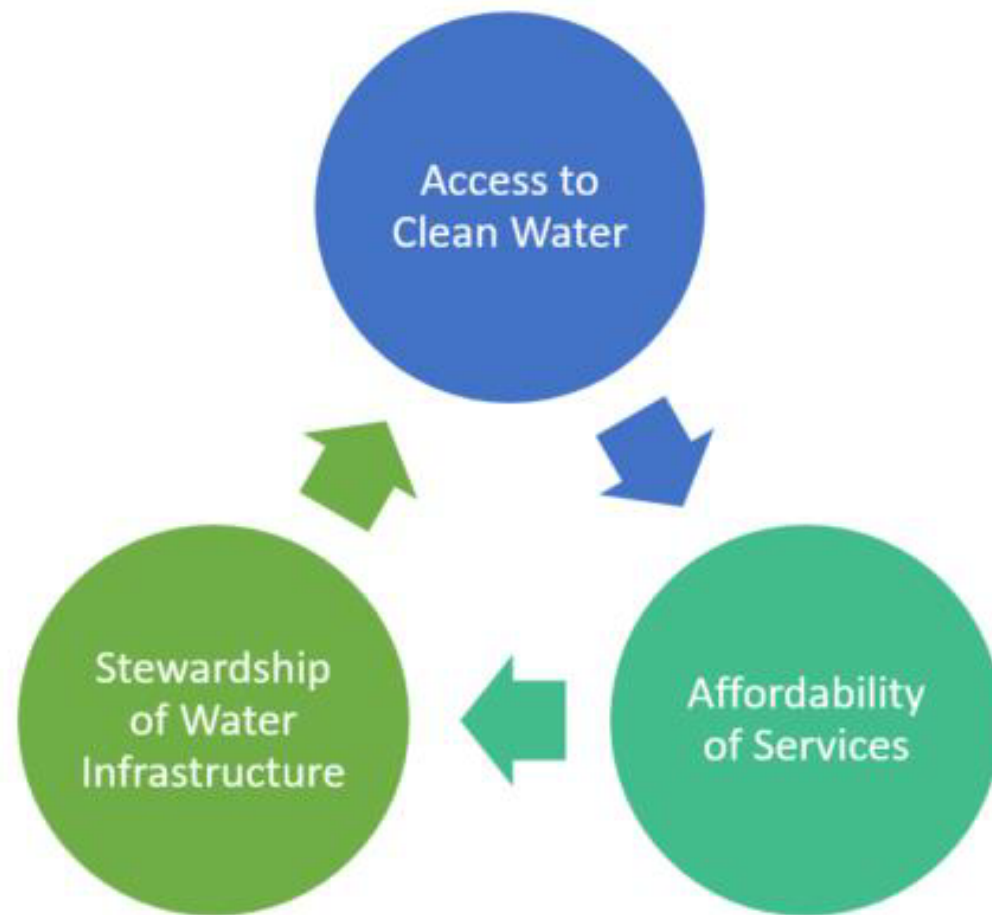 Access to
Clean Water
Affordability
of Services
Stewardship
of Water
Infrastructure